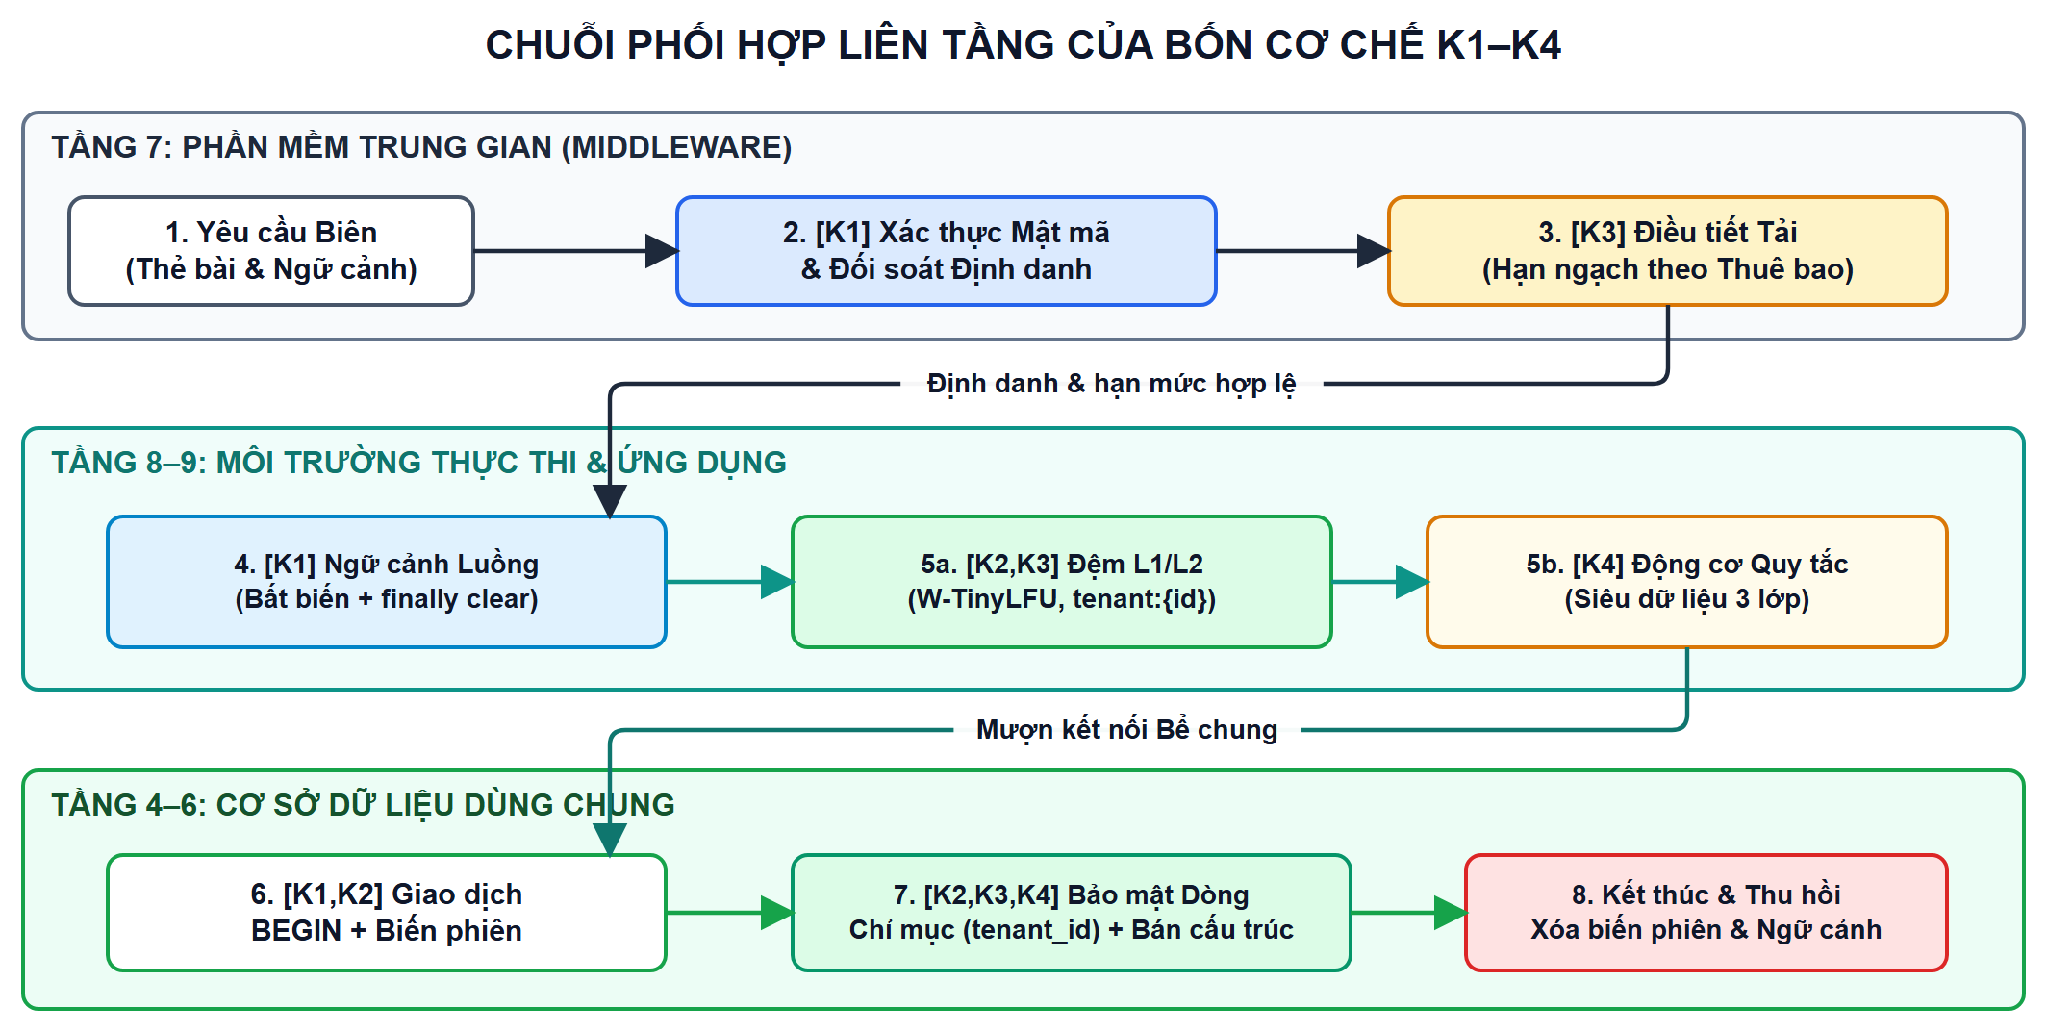 CHUỖI PHỐI HỢP LIÊN TẦNG CỦA BỐN CƠ CHẾ K1–K4
TẦNG 7: PHẦN MỀM TRUNG GIAN (MIDDLEWARE)
1. Yêu cầu Biên
(Thẻ bài & Ngữ cảnh)
2. [K1] Xác thực Mật mã
& Đối soát Định danh
3. [K3] Điều tiết Tải
(Hạn ngạch theo Thuê bao)
Định danh & hạn mức hợp lệ
TẦNG 8–9: MÔI TRƯỜNG THỰC THI & ỨNG DỤNG
4. [K1] Ngữ cảnh Luồng
(Bất biến + finally clear)
5a. [K2,K3] Đệm L1/L2
(W-TinyLFU, tenant:{id})
5b. [K4] Động cơ Quy tắc
(Siêu dữ liệu 3 lớp)
Mượn kết nối Bể chung
TẦNG 4–6: CƠ SỞ DỮ LIỆU DÙNG CHUNG
6. [K1,K2] Giao dịch
BEGIN + Biến phiên
7. [K2,K3,K4] Bảo mật Dòng
Chỉ mục (tenant_id) + Bán cấu trúc
8. Kết thúc & Thu hồi
Xóa biến phiên & Ngữ cánh